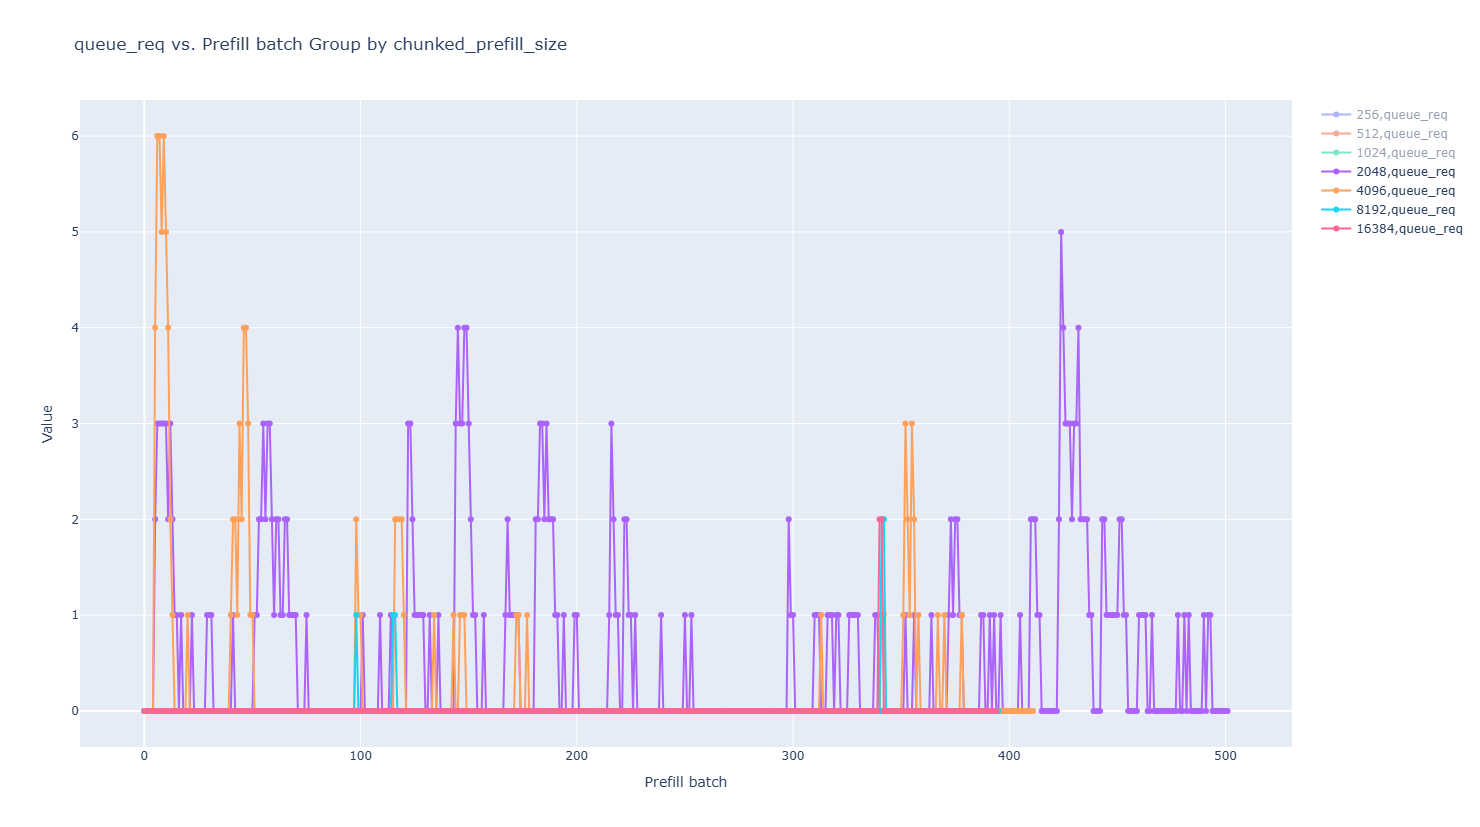 queue_req vs. Prefill batch Group by chunked_prefill_size
256,queue_req
512,queue_req
1024,queue_req
2048,queue_req
4096,queue_req
8192,queue_req
16384,queue_req
Value
6
5
4
3
2
1
0
0 100 200 300 400 500
Prefill batch